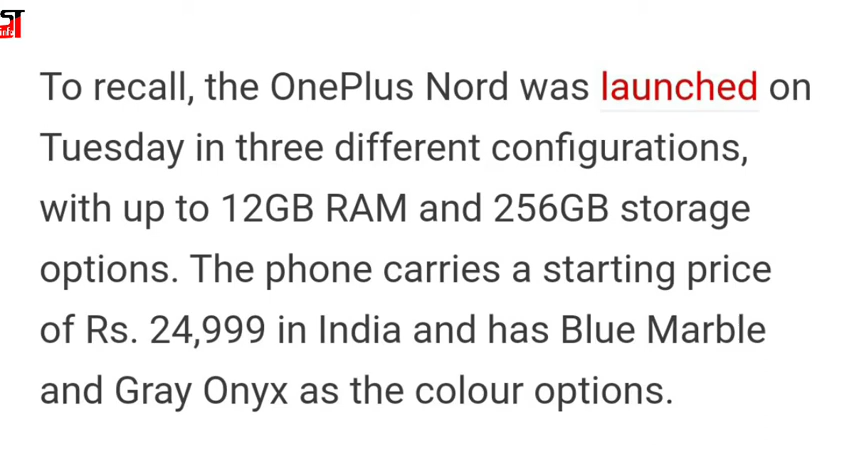 ST
info
To recall, the OnePlus Nord was launched on
Tuesday in three different configurations,
with up to 12GB RAM and 256GB storage
options. The phone carries a starting price
of Rs. 24,999 in India and has Blue Marble
and Gray Onyx as the colour options.